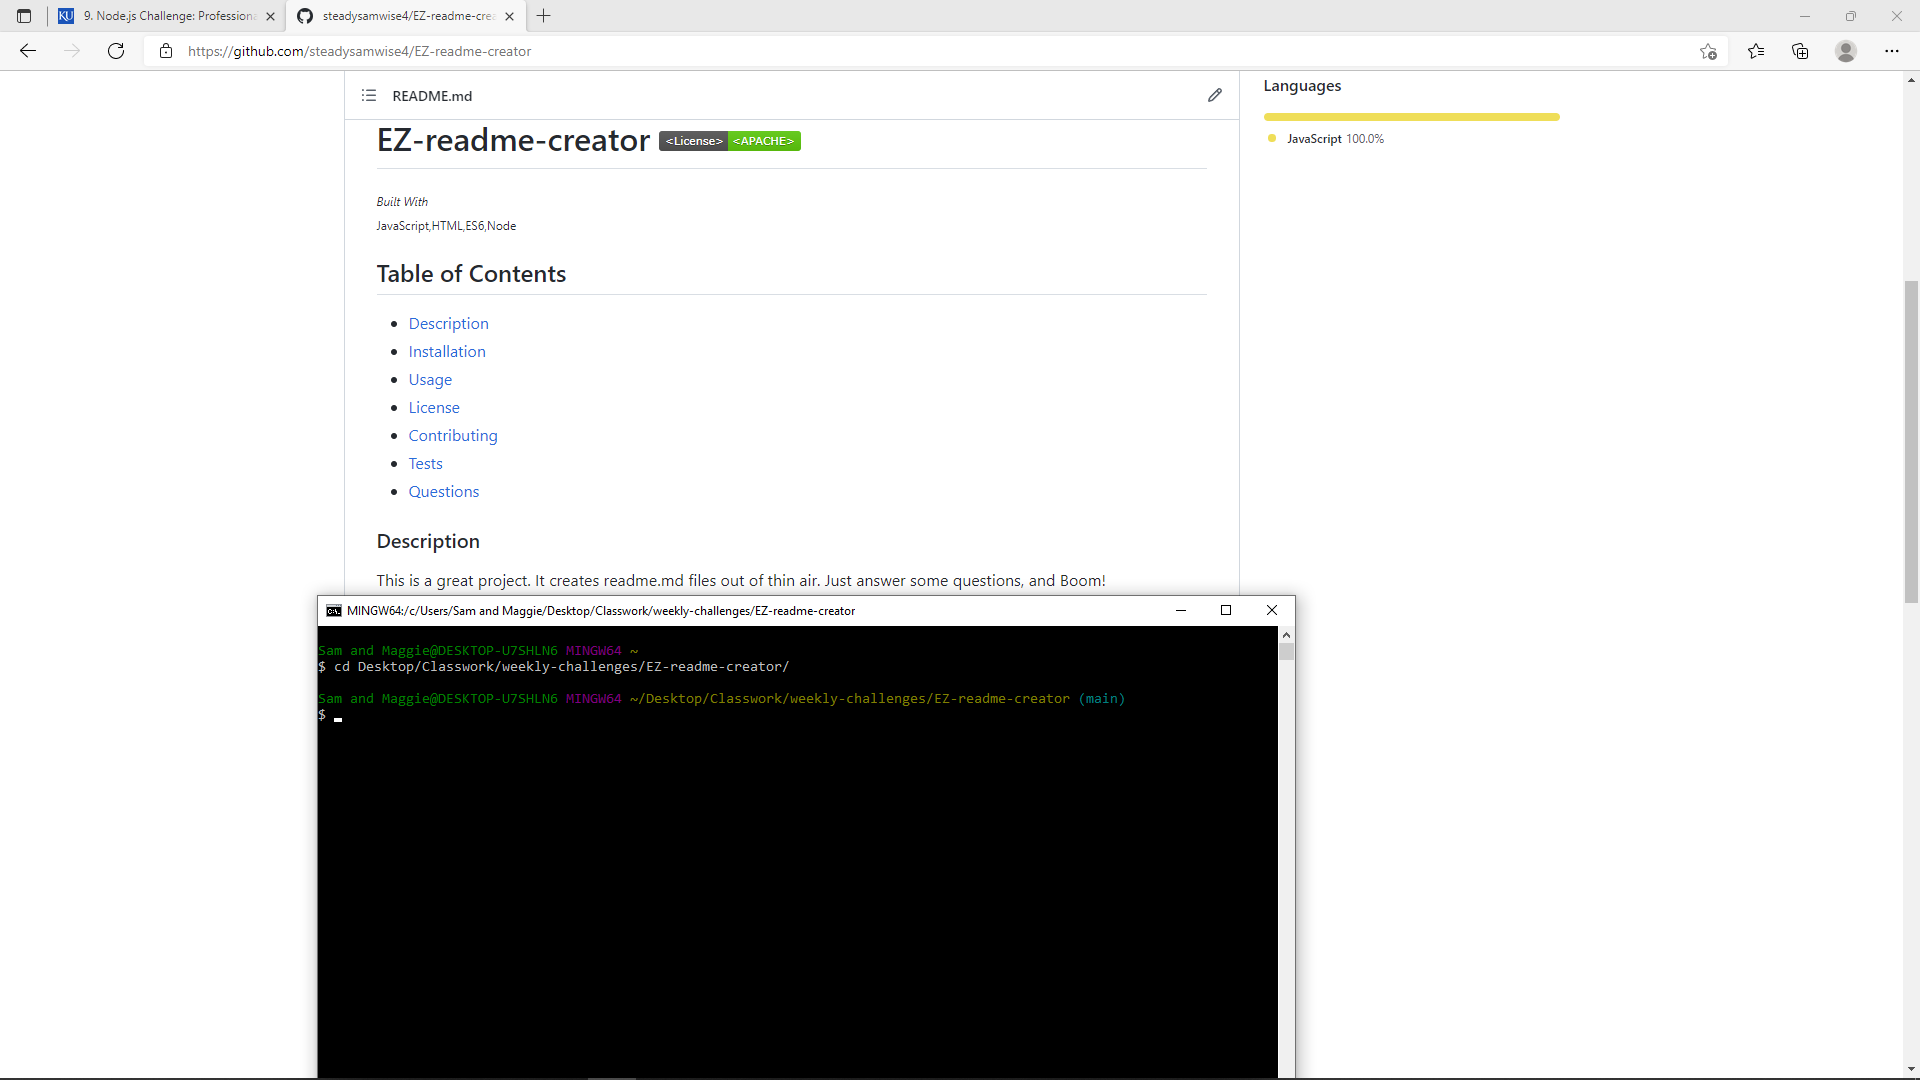 9. Node.js Challenge: Professiona
steadysamwise4/EZ-readme-crea
https://github.com/steadysamwise4/EZ-readme-creator
README.md
EZ-readme-creator <License> <APACHE>
Built With
JavaScript,HTML,ES6,Node
Table of Contents
Description
Installation
Usage
License
Contributing
Tests
Questions
Description
This is a great project. It creates readme.md files out of thin air. Just answer some questions, and Boom!
Languages
JavaScript 100.0%
MINGW64:/c/Users/Sam and Maggie/Desktop/Classwork/weekly-challenges/EZ-readme-creator
Sam and Maggie@DESKTOP-U7SHLN6 MINGW64 ~
$ cd Desktop/Classwork/weekly-challenges/EZ-readme-creator/
Sam and Maggie@DESKTOP-U7SHLN6 MINGW64 ~/Desktop/Classwork/weekly-challenges/EZ-readme-creator (main)
$